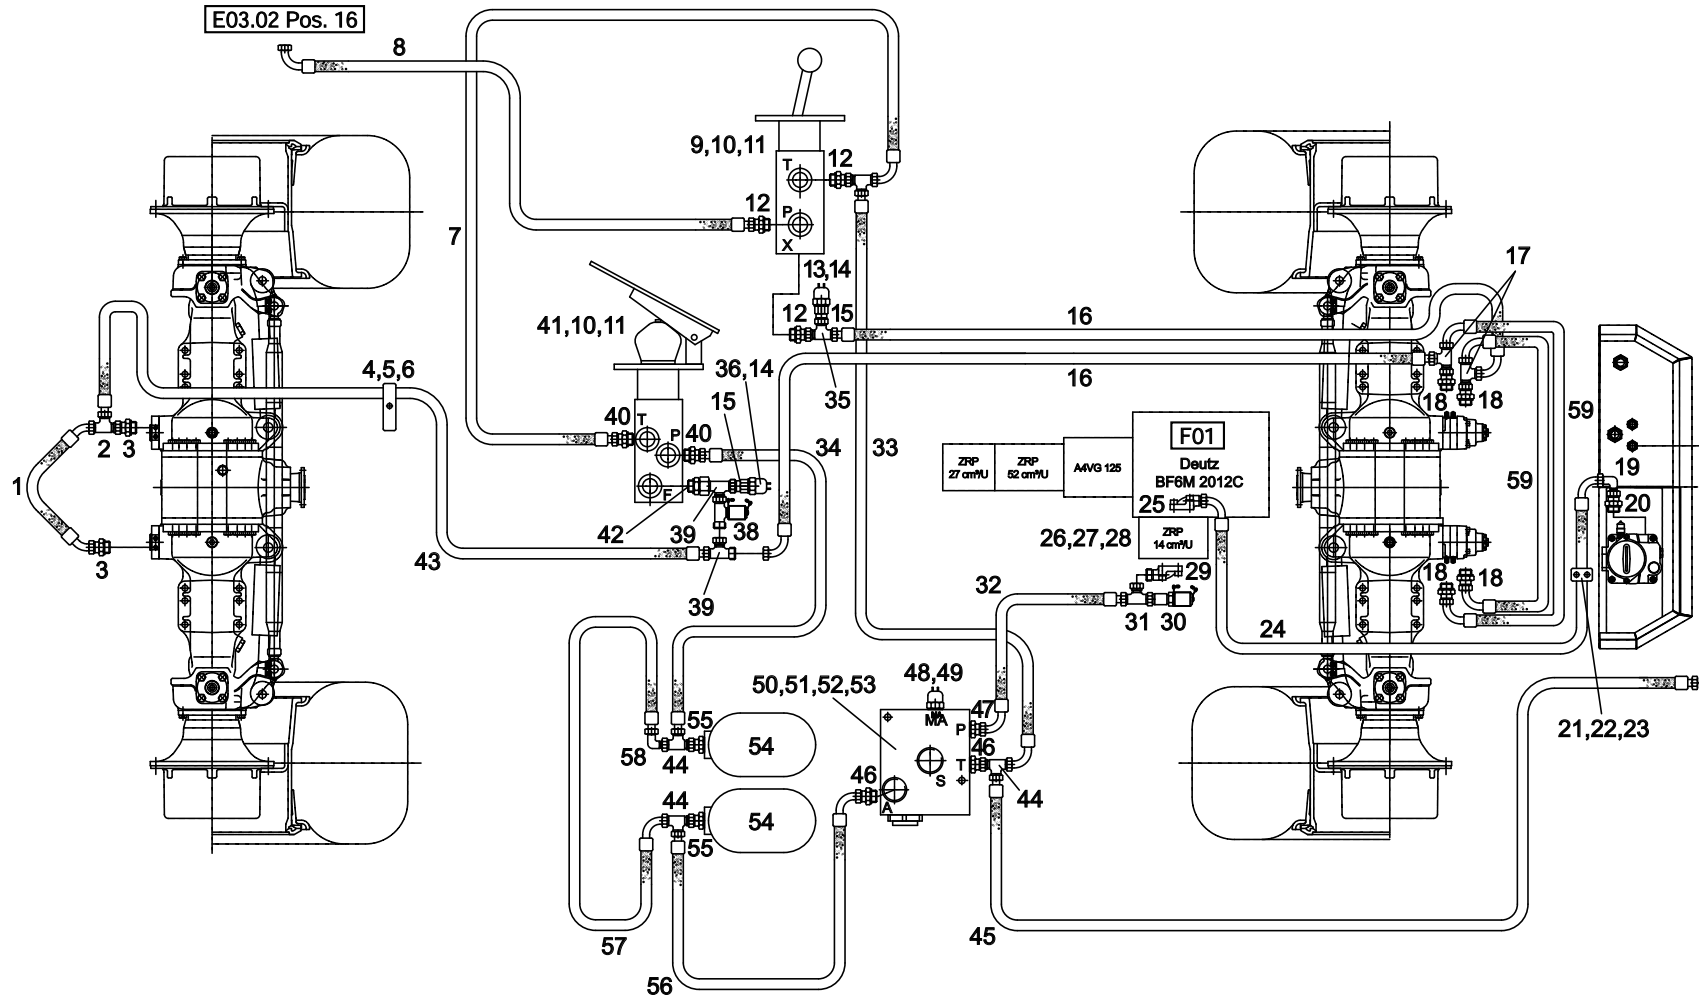 E03.02 Pos. 16
8
9,10,11
T
12
12
P
X
7
17
13,14
12
15
16
41,10,11
4,5,6
36,14
16
35
15
40
T
P
40
18
18
59
34
33
F01
Deutz
BF6M 2012C
ZRP
27 cm³/U
ZRP
52 cm³/U
A4VG 125
2
3
1
F
19
59
20
25
42
39
38
26,27,28
ZRP
14 cm³/U
3
43
29
18
18
32
39
31
30
24
50,51,52,53
48,49
MA
47
P
21,22,23
55
54
58
44
46
T
S
46
A
44
44
54
55
57
45
56